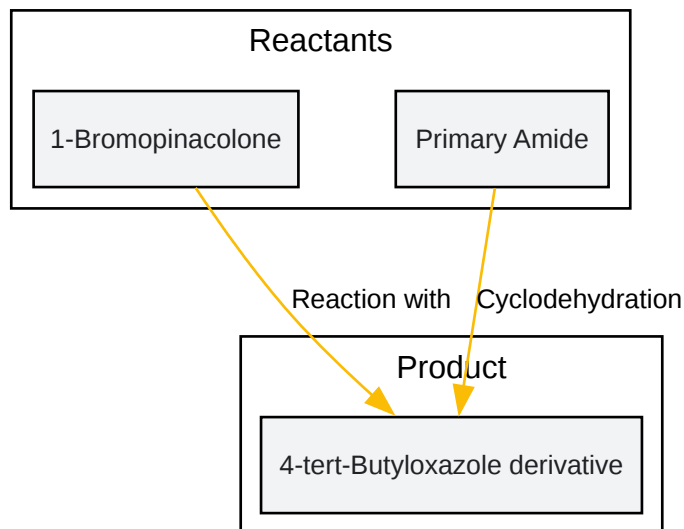 Reactants
1-Bromopinacolone
Primary Amide
Reaction with
Cyclodehydration
Product
4-tert-Butyloxazole derivative